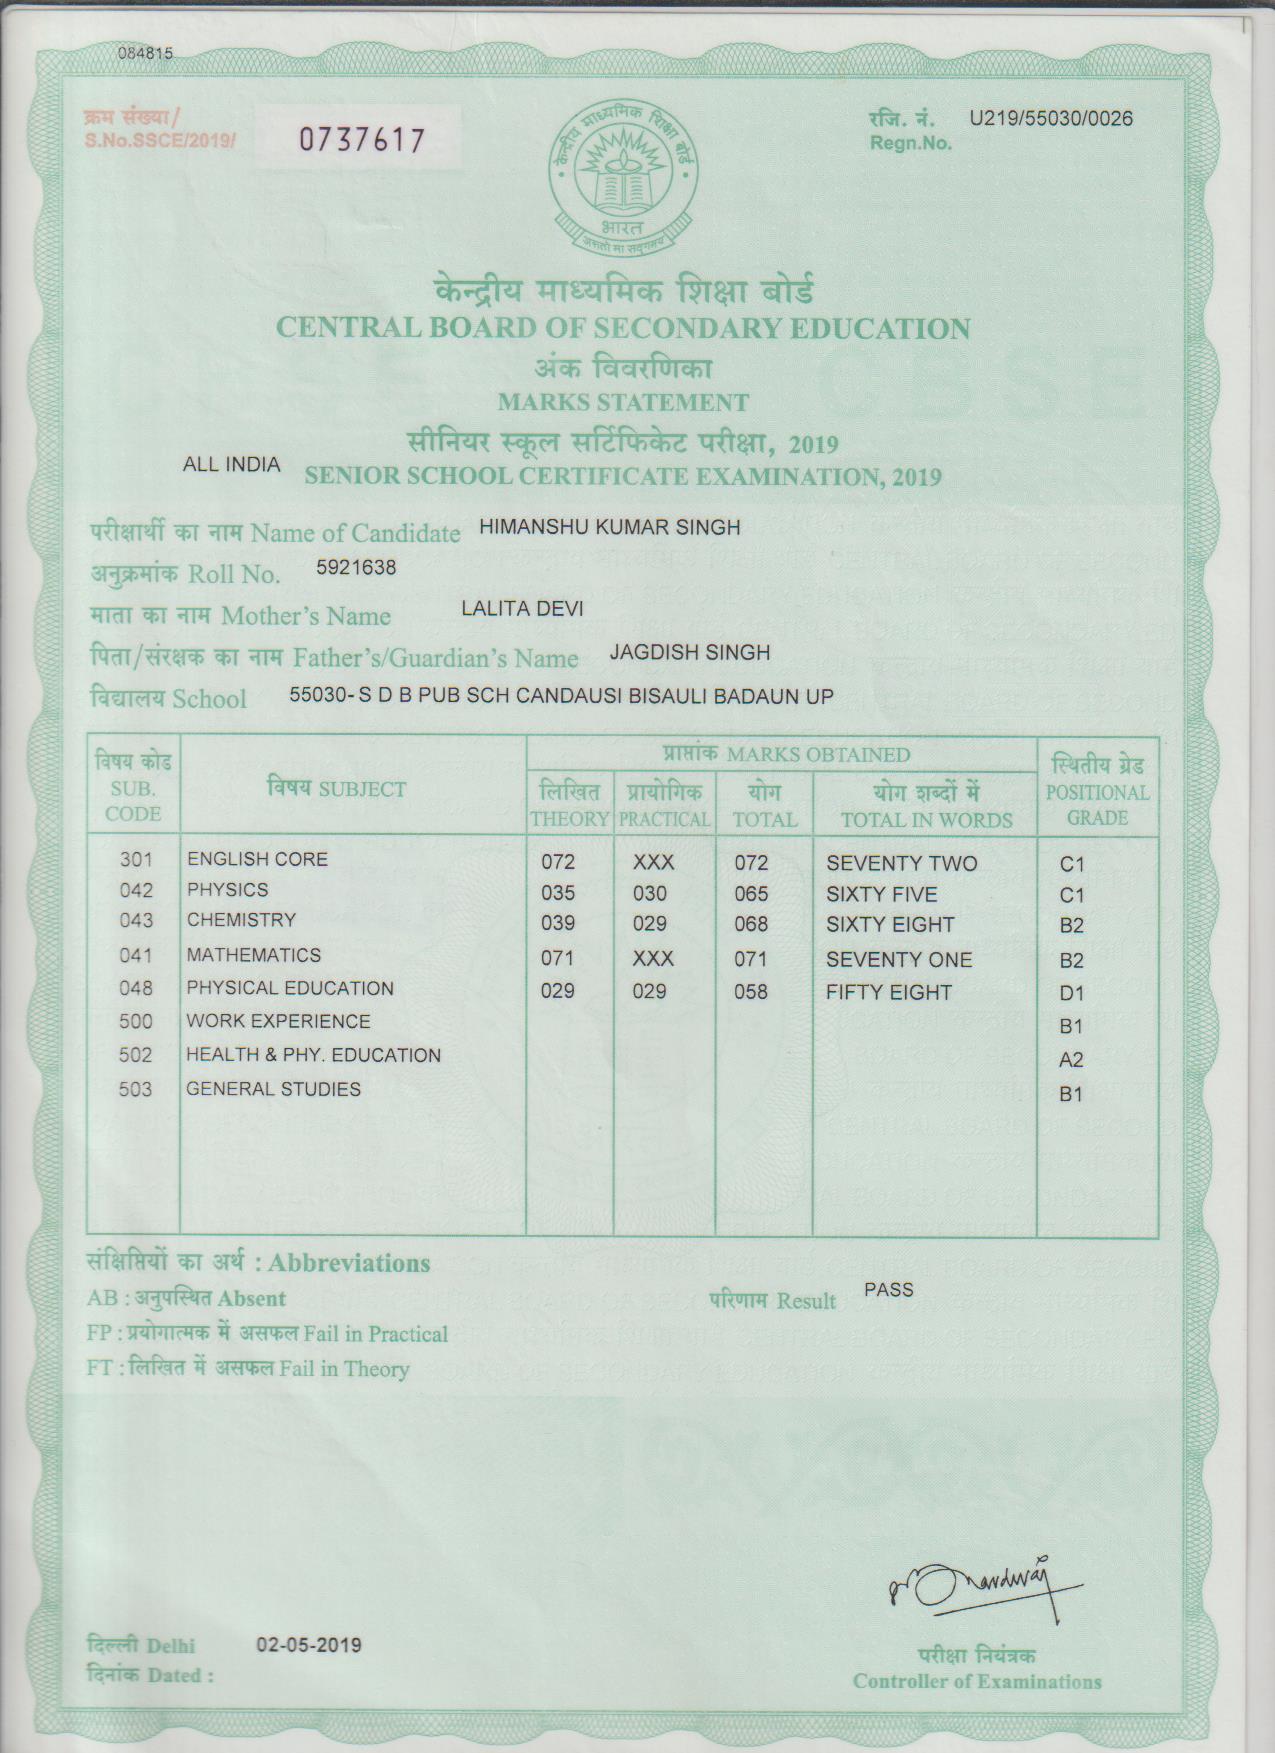 084815
क्रम संख्या/
S.No.SSCE/2019/ 0737617
रजि. नं. U219/55030/0026
Regn.No.
केन्द्रीय माध्यमिक शिक्षा बोर्ड
भारत
असतो मा सद्गमय
केन्द्रीय माध्यमिक शिक्षा बोर्ड
CENTRAL BOARD OF SECONDARY EDUCATION
CBSE
अंक विवरणिका
MARKS STATEMENT
सीनियर स्कूल सर्टिफिकेट परीक्षा, 2019
ALL INDIA SENIOR SCHOOL CERTIFICATE EXAMINATION, 2019
परीक्षार्थी का नाम Name of Candidate HIMANSHU KUMAR SINGH
अनुक्रमांक Roll No. 5921638
माता का नाम Mother's Name LALITA DEVI
पिता/संरक्षक का नाम Father's/Guardian's Name JAGDISH SINGH
विद्यालय School 55030- S D B PUB SCH CANDAUSI BISAULI BADAUN UP
विषय कोड SUB. CODE विषय SUBJECT प्राप्तांक MARKS OBTAINED स्थितीय ग्रेड POSITIONAL GRADE
लिखित THEORY प्रायोगिक PRACTICAL योग TOTAL योग शब्दों में TOTAL IN WORDS
301 ENGLISH CORE 072 XXX 072 SEVENTY TWO C1
042 PHYSICS 035 030 065 SIXTY FIVE C1
043 CHEMISTRY 039 029 068 SIXTY EIGHT B2
041 MATHEMATICS 071 XXX 071 SEVENTY ONE B2
048 PHYSICAL EDUCATION 029 029 058 FIFTY EIGHT D1
500 WORK EXPERIENCE B1
502 HEALTH & PHY. EDUCATION A2
503 GENERAL STUDIES B1
संक्षिप्तियों का अर्थ : Abbreviations
AB : अनुपस्थित Absent
परिणाम Result PASS
FP : प्रयोगात्मक में असफल Fail in Practical
FT : लिखित में असफल Fail in Theory
दिल्ली Delhi 02-05-2019
दिनांक Dated :
परीक्षा नियंत्रक
Controller of Examinations